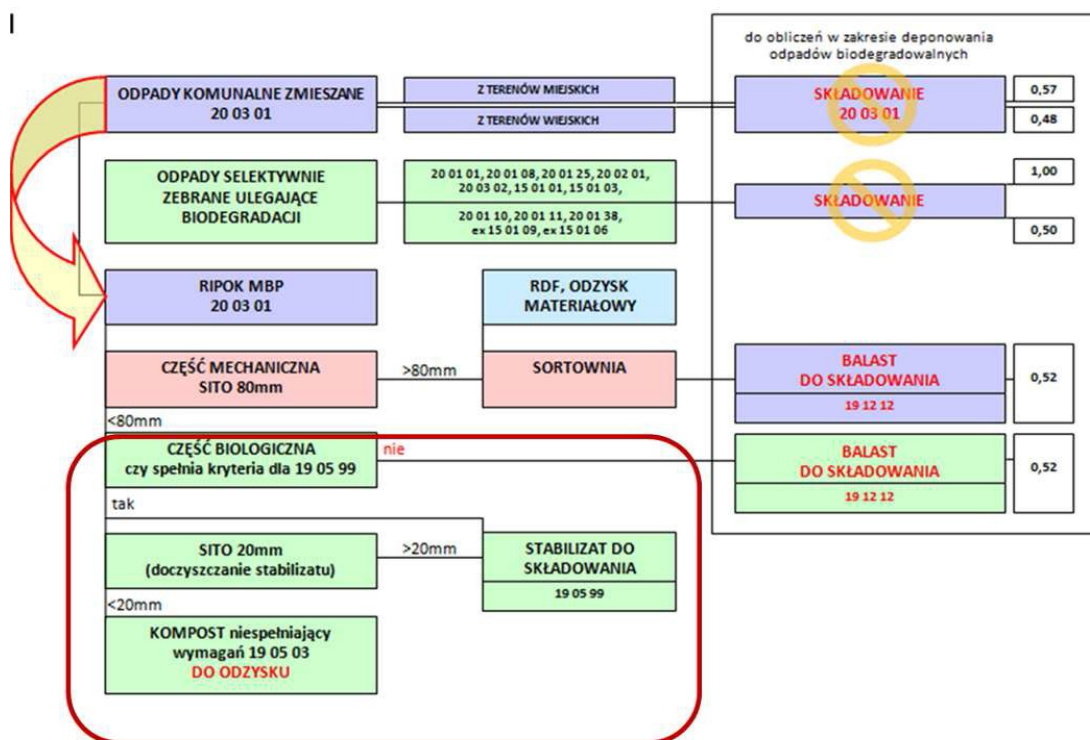 do obliczeń w zakresie deponowania
odpadów biodegradowalnych
ODPADY KOMUNALNE ZMIESZANE
20 03 01
Z TERENÓW MIEJSKICH
Z TERENÓW WIEJSKICH
SKŁADOWANIE
20 03 01
0,57
0,48
ODPADY SELEKTYWNIE
ZEBRANE ULEGAJĄCE
BIODEGRADACJI
20 01 01, 20 01 08, 20 01 25, 20 02 01,
20 03 02, 15 01 01, 15 01 03,
20 01 10, 20 01 11, 20 01 38,
ex 15 01 09, ex 15 01 06
SKŁADOWANIE
1,00
0,50
RIPOK MBP
20 03 01
RDF, ODZYSK
MATERIAŁOWY
CZĘŚĆ MECHANICZNA
SITO 80mm
>80mm
SORTOWNIA
BALAST
DO SKŁADOWANIA
19 12 12
0,52
<80mm
CZĘŚĆ BIOLOGICZNA
czy spełnia kryteria dla 19 05 99
nie
BALAST
DO SKŁADOWANIA
19 12 12
0,52
tak
SITO 20mm
(doczyszczanie stabilizatu)
>20mm
STABILIZAT DO
SKŁADOWANIA
19 05 99
<20mm
KOMPOST niespełniający
wymagań 19 05 03
DO ODZYSKU